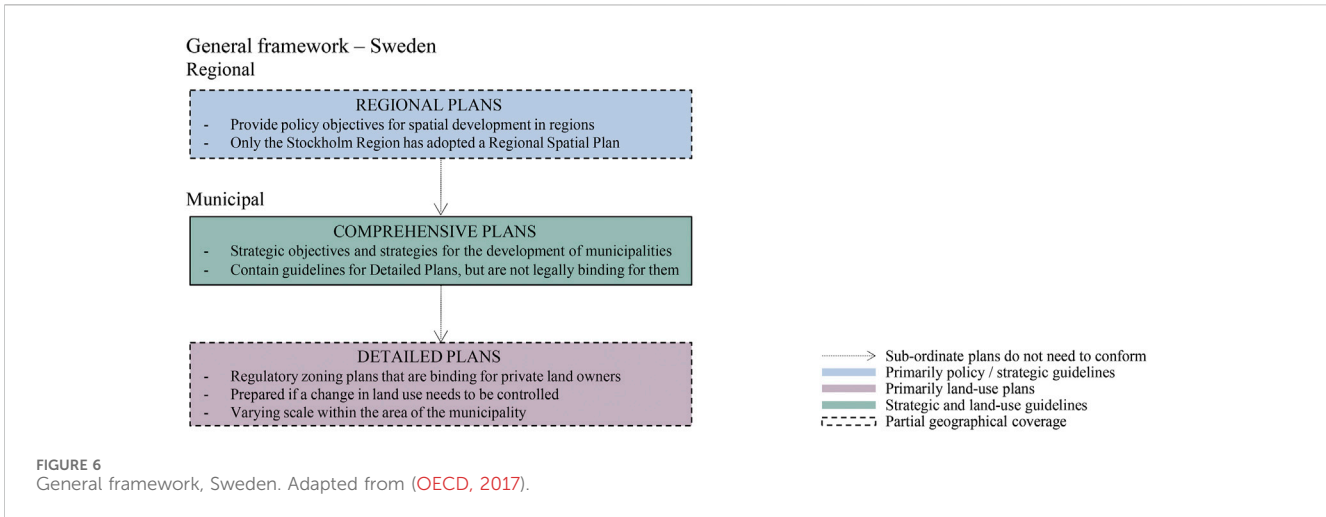 General framework – Sweden
Regional
REGIONAL PLANS
- Provide policy objectives for spatial development in regions
- Only the Stockholm Region has adopted a Regional Spatial Plan
Municipal
COMPREHENSIVE PLANS
- Strategic objectives and strategies for the development of municipalities
- Contain guidelines for Detailed Plans, but are not legally binding for them
DETAILED PLANS
- Regulatory zoning plans that are binding for private land owners
- Prepared if a change in land use needs to be controlled
- Varying scale within the area of the municipality
Sub-ordinate plans do not need to conform
Primarily policy / strategic guidelines
Primarily land-use plans
Strategic and land-use guidelines
Partial geographical coverage
FIGURE 6
General framework, Sweden. Adapted from (OECD, 2017).